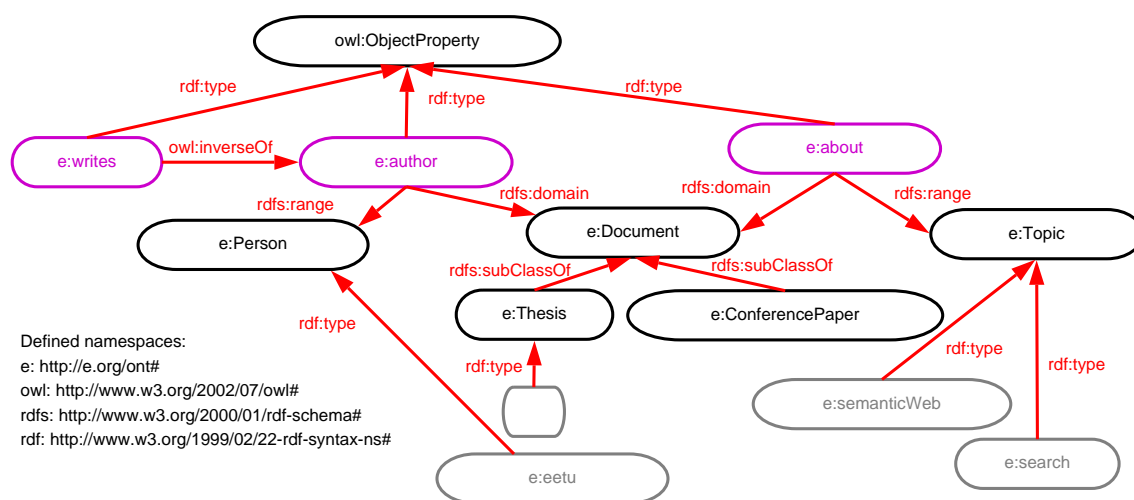 owl:ObjectProperty
rdf:type
rdf:type
rdf:type
e:writes
owl:inverseOf
e:author
e:about
rdfs:range
rdfs:domain
rdfs:domain
rdfs:range
e:Person
e:Document
e:Topic
rdfs:subClassOf
rdfs:subClassOf
e:Thesis
e:ConferencePaper
rdf:type
rdf:type
rdf:type
Defined namespaces:
e: http://e.org/ont#
owl: http://www.w3.org/2002/07/owl#
rdfs: http://www.w3.org/2000/01/rdf-schema#
rdf: http://www.w3.org/1999/02/22-rdf-syntax-ns#
e:semanticWeb
e:eetu
e:search